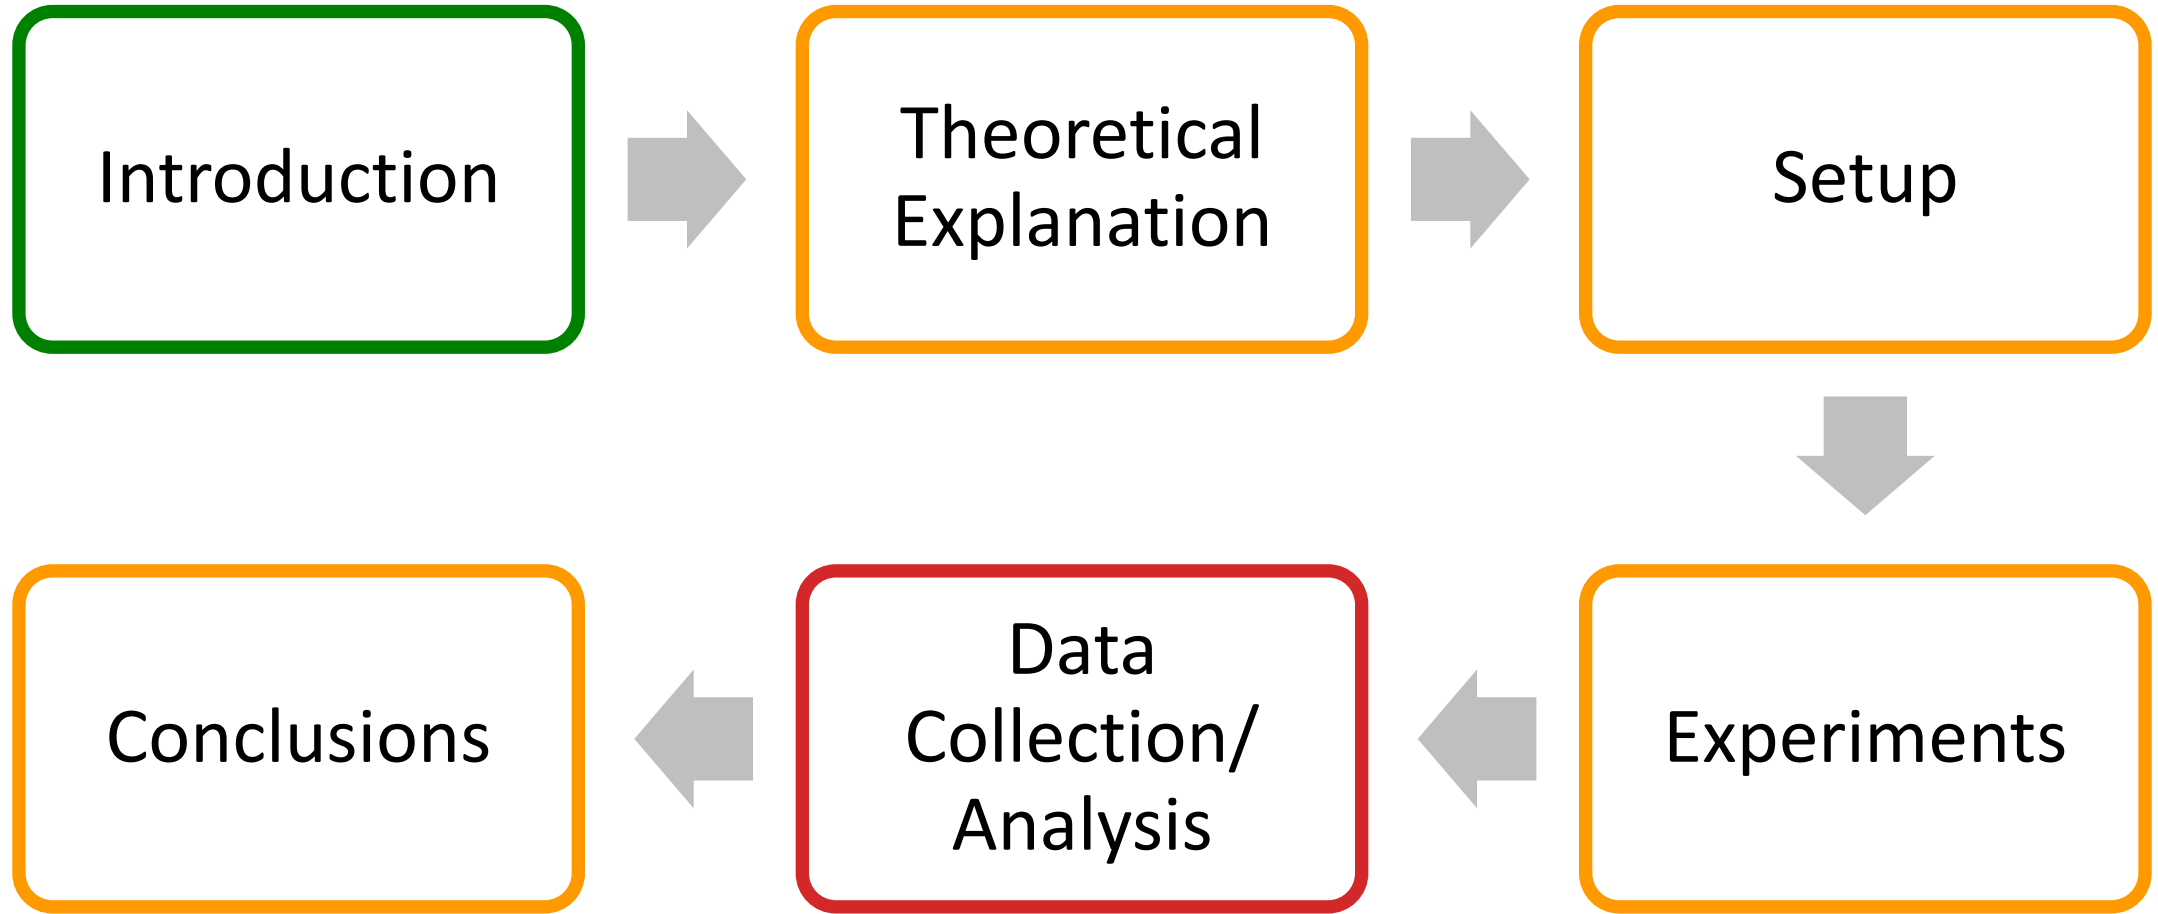 Introduction
Theoretical
Explanation
Setup
Experiments
Data
Collection/
Analysis
Conclusions